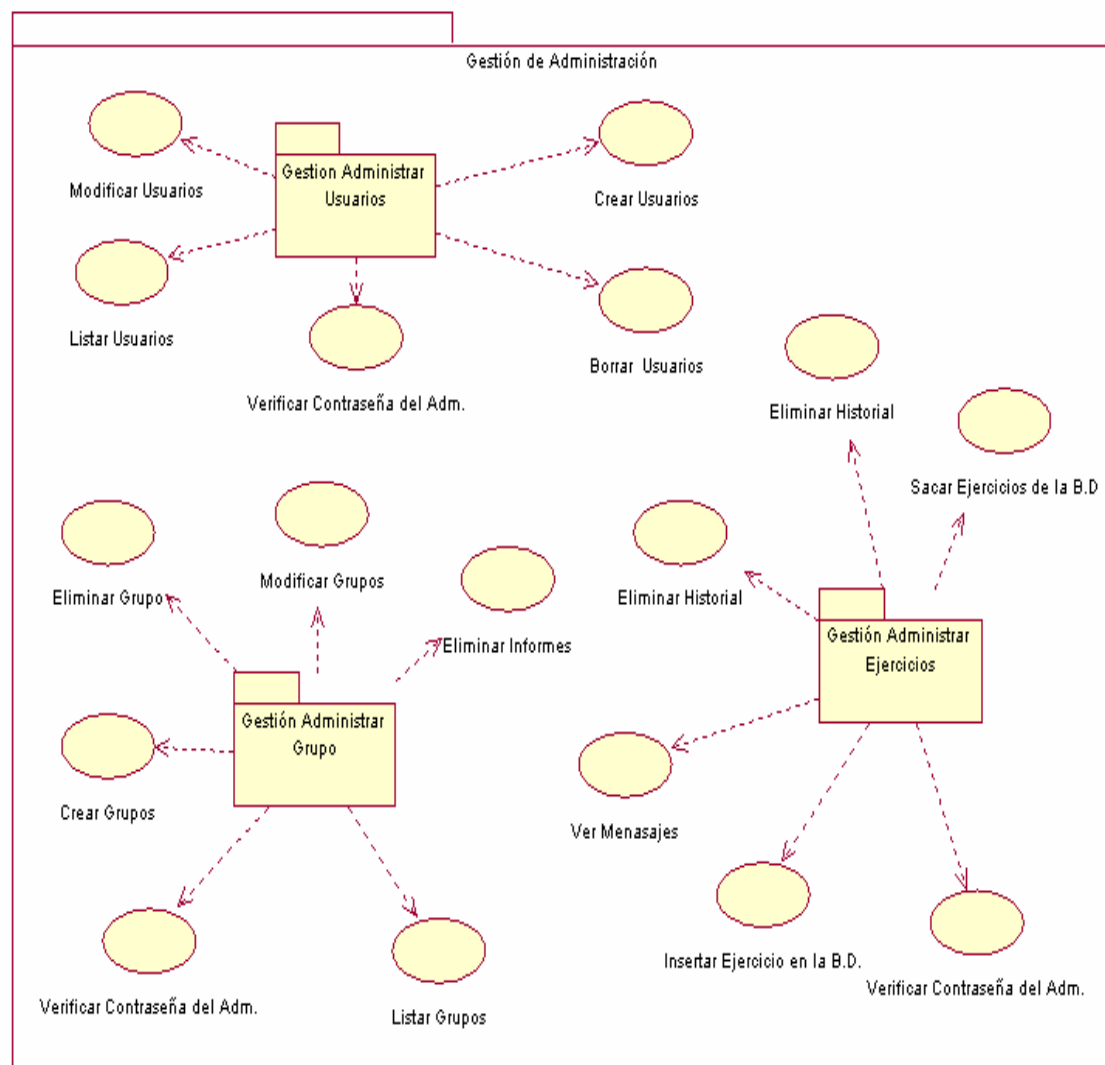 Gestión de Administración
Gestion Administrar
Usuarios
Modificar Usuarios
Crear Usuarios
Listar Usuarios
Borrar Usuarios
Verificar Contraseña del Adm.
Eliminar Historial
Sacar Ejercicios de la B.D
Eliminar Grupo
Modificar Grupos
Eliminar Informes
Eliminar Historial
Gestión Administrar
Ejercicios
Gestión Administrar
Grupo
Crear Grupos
Ver Menasajes
Verificar Contraseña del Adm.
Listar Grupos
Insertar Ejercicio en la B.D.
Verificar Contraseña del Adm.